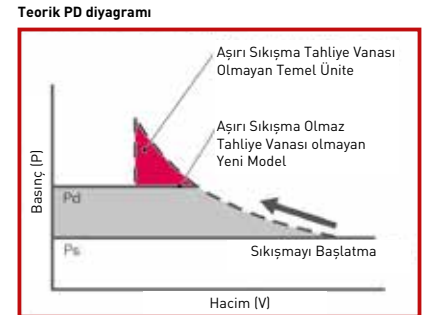 Teorik PD diyagramı
Aşırı Sıkışma Tahliye Vanası
Olmayan Temel Ünite
Aşırı Sıkışma Olmaz
Tahliye Vanası olmayan
Yeni Model
Basınç (P)
Pd
Ps
Sıkışmayı Başlatma
Hacim (V)